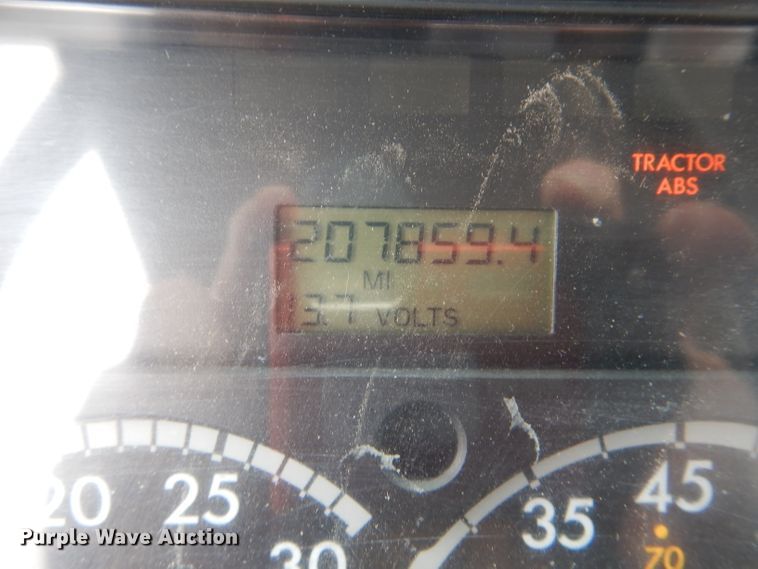 TRACTOR
ABS
207859.4
MI
13.7 VOLTS
20 25 30
35 45
70
Purple Wave Auction